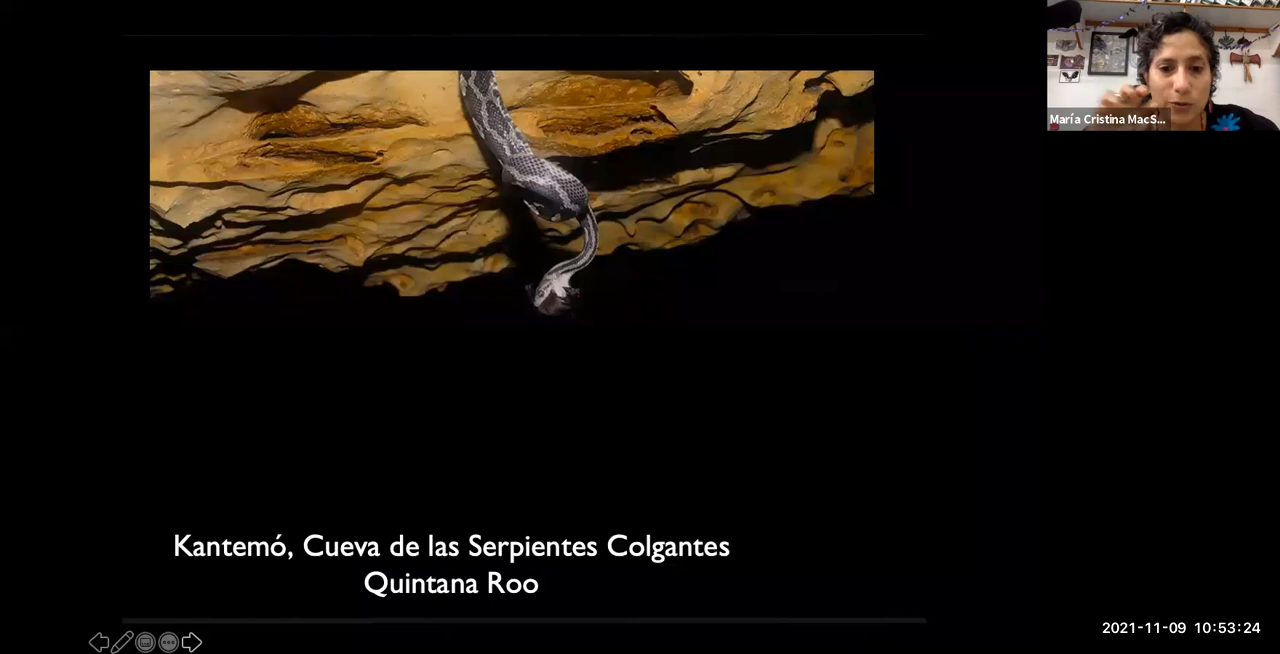 María Cristina MacS...
Kantemó, Cueva de las Serpientes Colgantes
Quintana Roo
2021-11-09 10:53:24